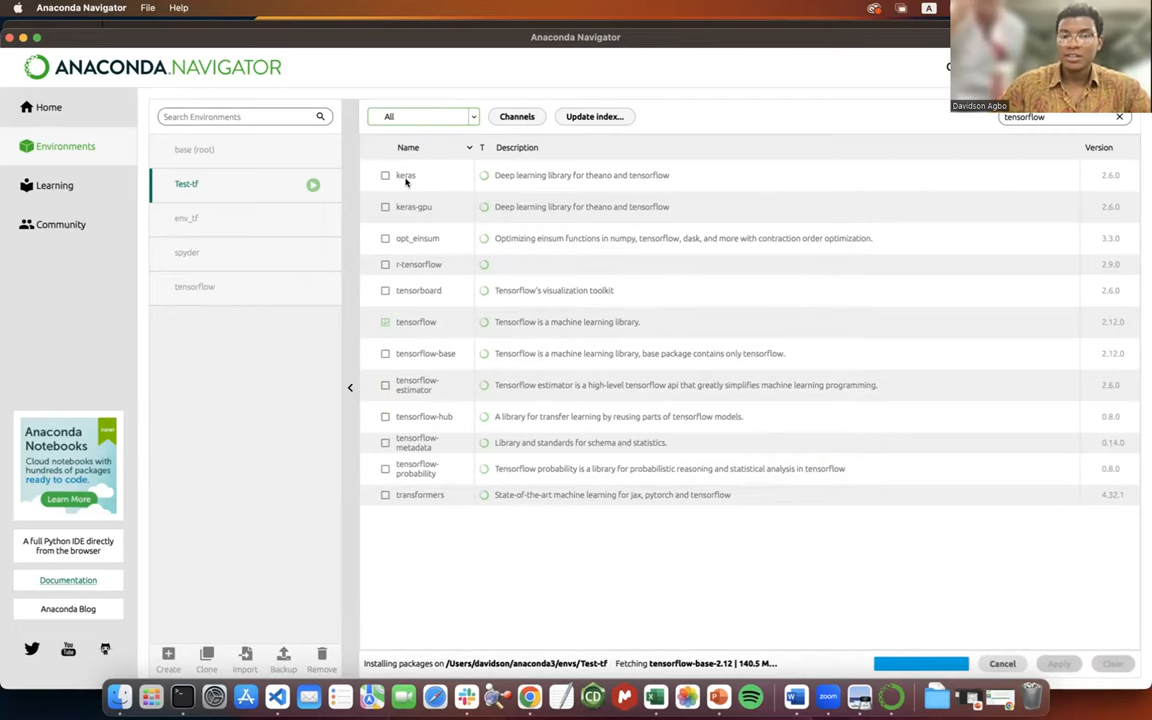 Anaconda Navigator File Help
A
Anaconda Navigator
ANACONDA.NAVIGATOR
Davidson Agbo
Home
Environments
Learning
Community
Search Environments
base (root)
Test-tf
env_tf
spyder
tensorflow
All
Channels
Update index...
tensorflow
Name T Description Version
keras Deep learning library for theano and tensorflow 2.6.0
keras-gpu Deep learning library for theano and tensorflow 2.6.0
opt_einsum Optimizing einsum functions in numpy, tensorflow, dask, and more with contraction order optimization. 3.3.0
r-tensorflow 2.9.0
tensorboard Tensorflow's visualization toolkit 2.6.0
tensorflow Tensorflow is a machine learning library. 2.12.0
tensorflow-base Tensorflow is a machine learning library, base package contains only tensorflow. 2.12.0
tensorflow-
estimator Tensorflow estimator is a high-level tensorflow api that greatly simplifies machine learning programming. 2.6.0
tensorflow-hub A library for transfer learning by reusing parts of tensorflow models. 0.8.0
tensorflow-
metadata Library and standards for schema and statistics. 0.14.0
tensorflow-
probability Tensorflow probability is a library for probabilistic reasoning and statistical analysis in tensorflow 0.8.0
transformers State-of-the-art machine learning for jax, pytorch and tensorflow 4.32.1
Anaconda
Notebooks
Cloud notebooks with
hundreds of packages
ready to code.
Learn More
A full Python IDE directly
from the browser
Documentation
Anaconda Blog
Create Clone Import Backup Remove
Installing packages on /Users/davidson/anaconda3/envs/Test-tf Fetching tensorflow-base-2.12 | 140.5 M...
Cancel Apply Clear
zoom